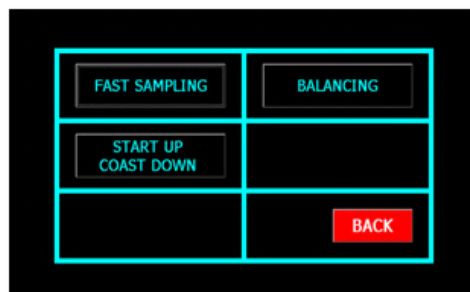 FAST SAMPLING
BALANCING
START UP
COAST DOWN
BACK